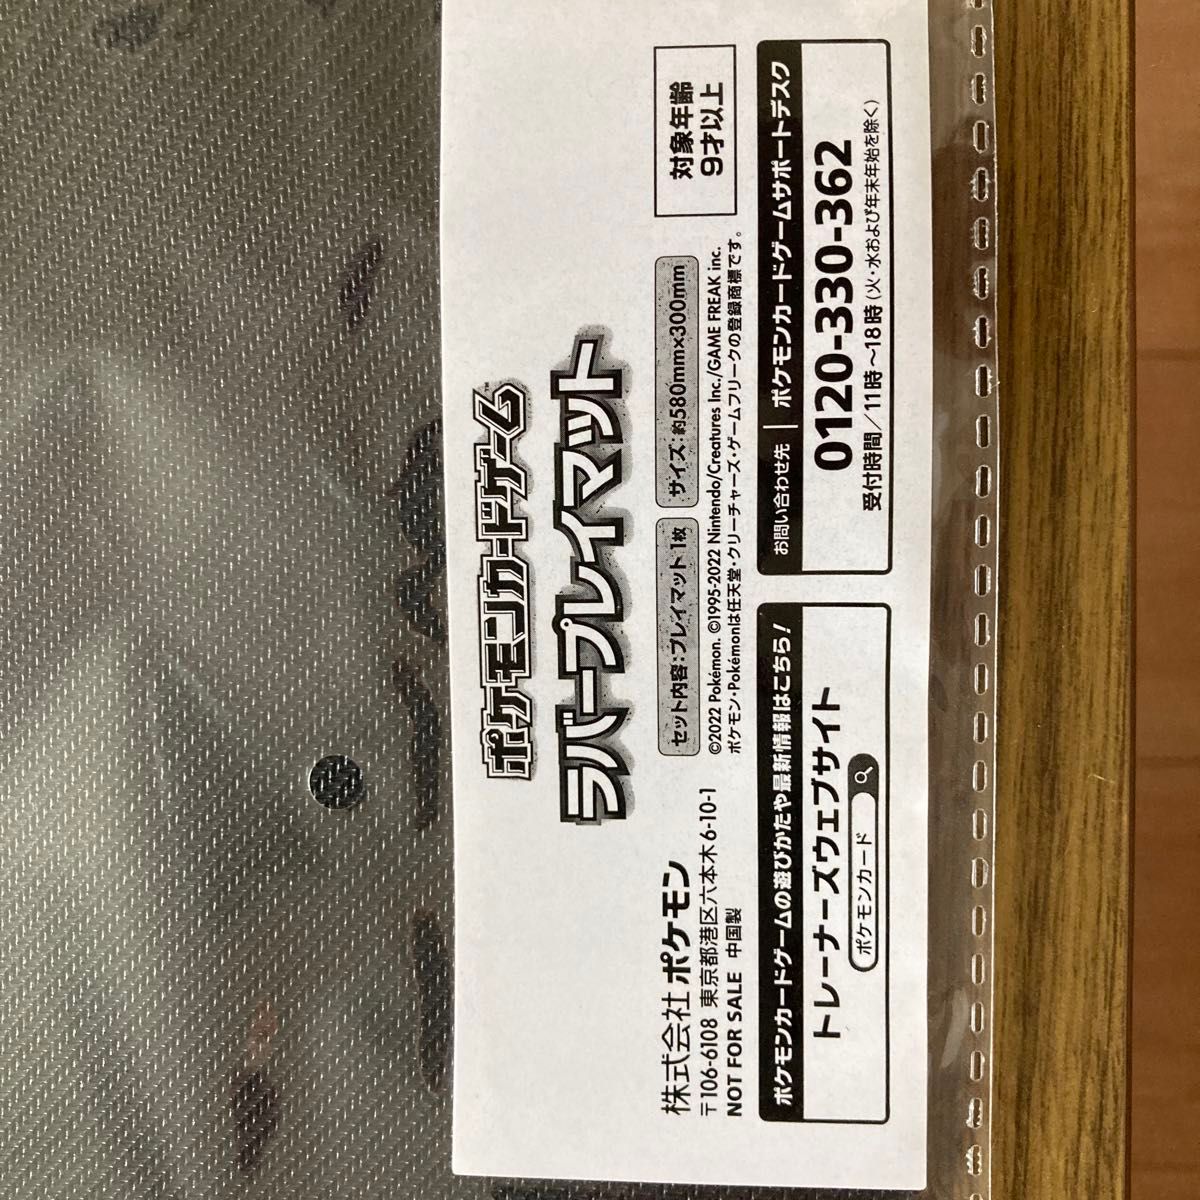 ポケモンカードゲーム™
ラバープレイマット
セット内容：プレイマット 1枚
サイズ：約580mm×300mm
対象年齢
9才以上
株式会社 ポケモン
〒106-6108 東京都港区六本木 6-10-1
NOT FOR SALE 中国製
©2022 Pokémon. ©1995-2022 Nintendo/Creatures Inc./GAME FREAK inc.
ポケモン・Pokémonは任天堂・クリーチャーズ・ゲームフリークの登録商標です。
ポケモンカードゲームの遊びかたや最新情報はこちら！
トレーナーズウェブサイト
ポケモンカード
お問い合わせ先 ポケモンカードゲームサポートデスク
0120-330-362
受付時間／11時～18時（火・水および年末年始を除く）